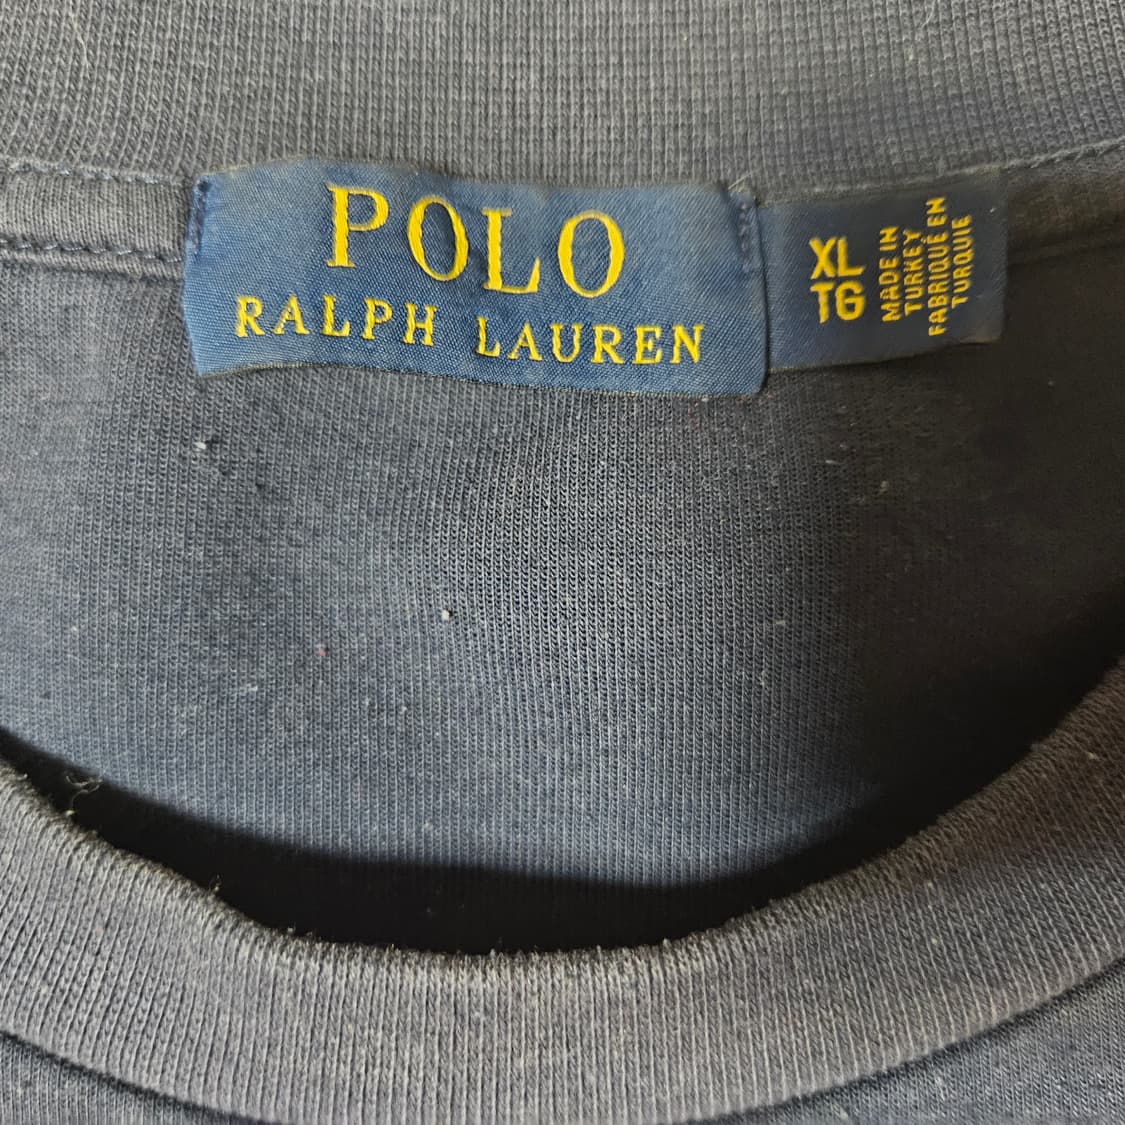 POLO
RALPH LAUREN
XL
TG
MADE IN
TURKEY
FABRIQUÉ EN
TURQUIE